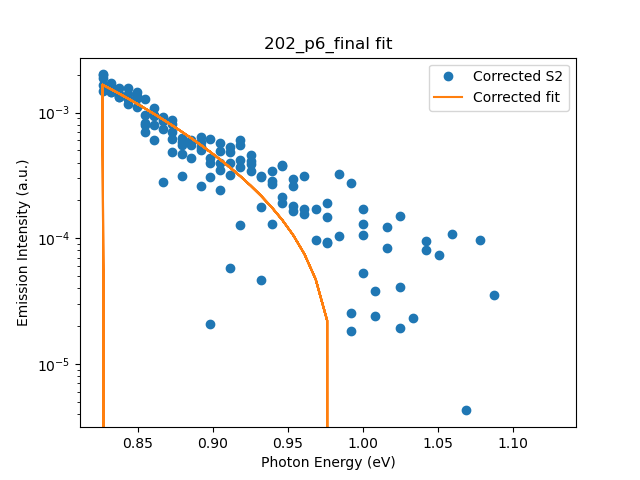 202_p6_final fit
Corrected S2
Corrected fit
10⁻³
10⁻⁴
10⁻⁵
Emission Intensity (a.u.)
0.85 0.90 0.95 1.00 1.05 1.10
Photon Energy (eV)